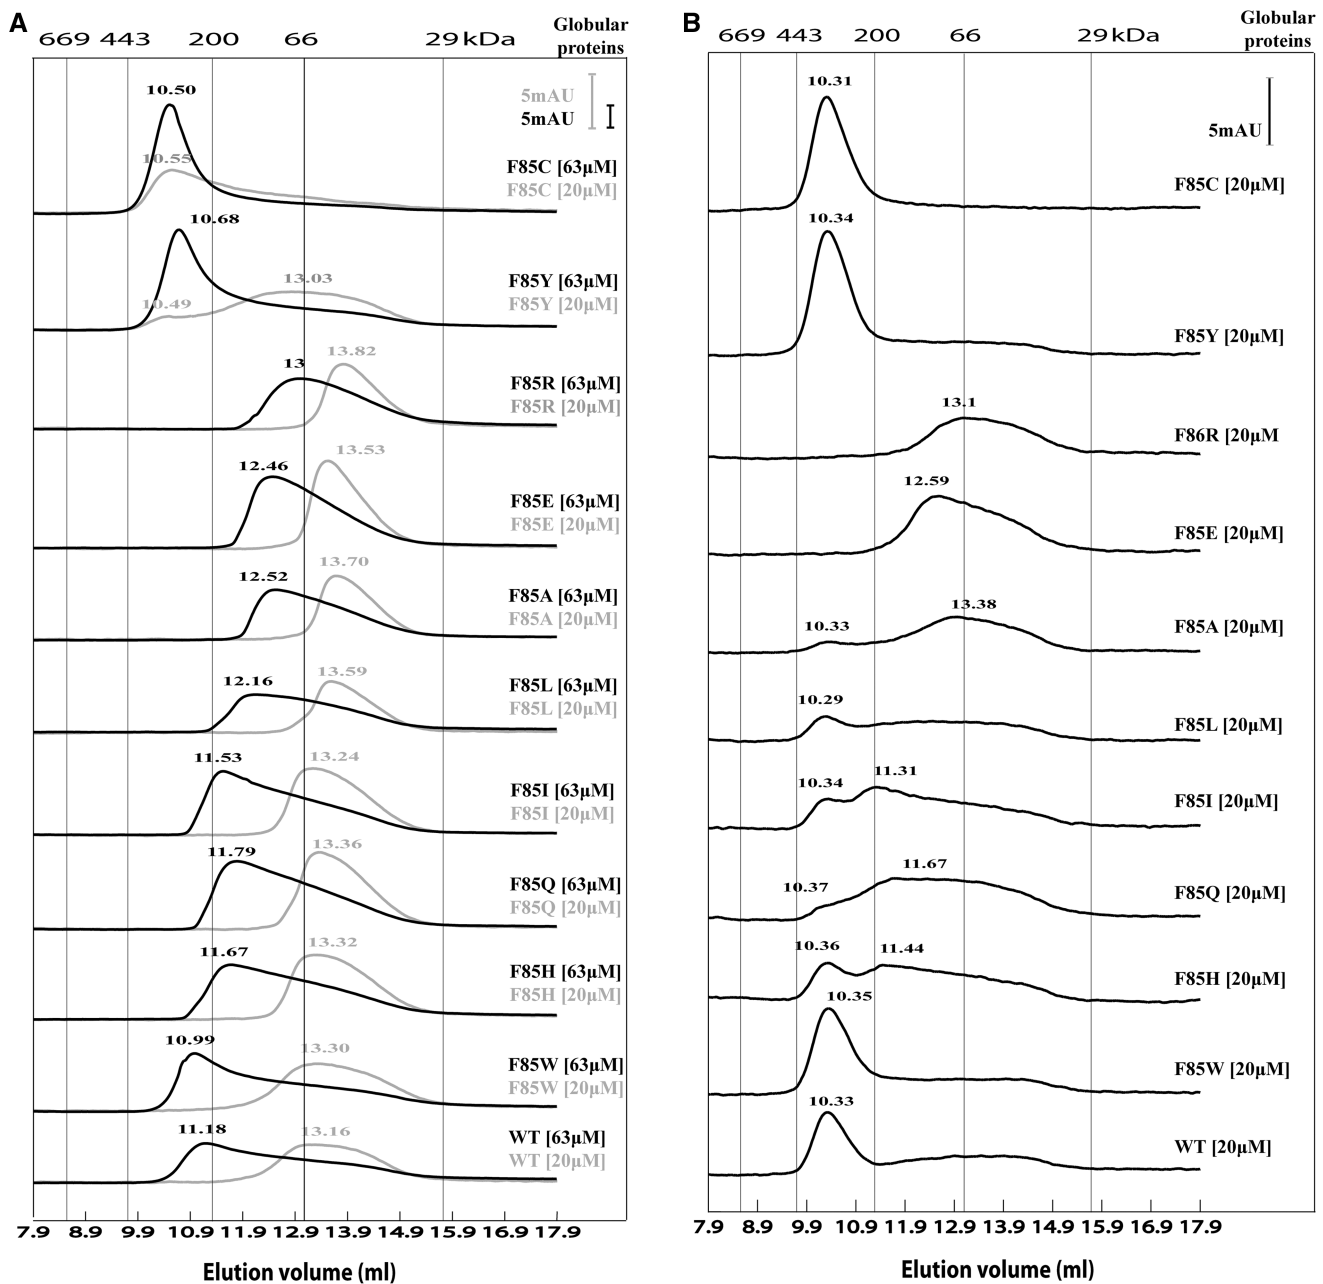 A
669 443 200 66 29kDa
Globular
proteins
5mAU
5mAU
10.50
10.55
F85C [63µM]
F85C [20µM]
10.68
13.03
10.49
F85Y [63µM]
F85Y [20µM]
13
13.82
F85R [63µM]
F85R [20µM]
12.46
13.53
F85E [63µM]
F85E [20µM]
12.52
13.70
F85A [63µM]
F85A [20µM]
12.16
13.59
F85L [63µM]
F85L [20µM]
11.53
13.24
F85I [63µM]
F85I [20µM]
11.79
13.36
F85Q [63µM]
F85Q [20µM]
11.67
13.32
F85H [63µM]
F85H [20µM]
10.99
13.30
F85W [63µM]
F85W [20µM]
11.18
13.16
WT [63µM]
WT [20µM]
7.9 8.9 9.9 10.9 11.9 12.9 13.9 14.9 15.9 16.9 17.9
Elution volume (ml)
B
669 443 200 66 29kDa
Globular
proteins
5mAU
10.31
F85C [20µM]
10.34
F85Y [20µM]
13.1
F86R [20µM
12.59
F85E [20µM]
10.33
13.38
F85A [20µM]
10.29
F85L [20µM]
10.34
11.31
F85I [20µM]
10.37
11.67
F85Q [20µM]
10.36
11.44
F85H [20µM]
10.35
F85W [20µM]
10.33
WT [20µM]
7.9 8.9 9.9 10.9 11.9 12.9 13.9 14.9 15.9 16.9 17.9
Elution volume (ml)